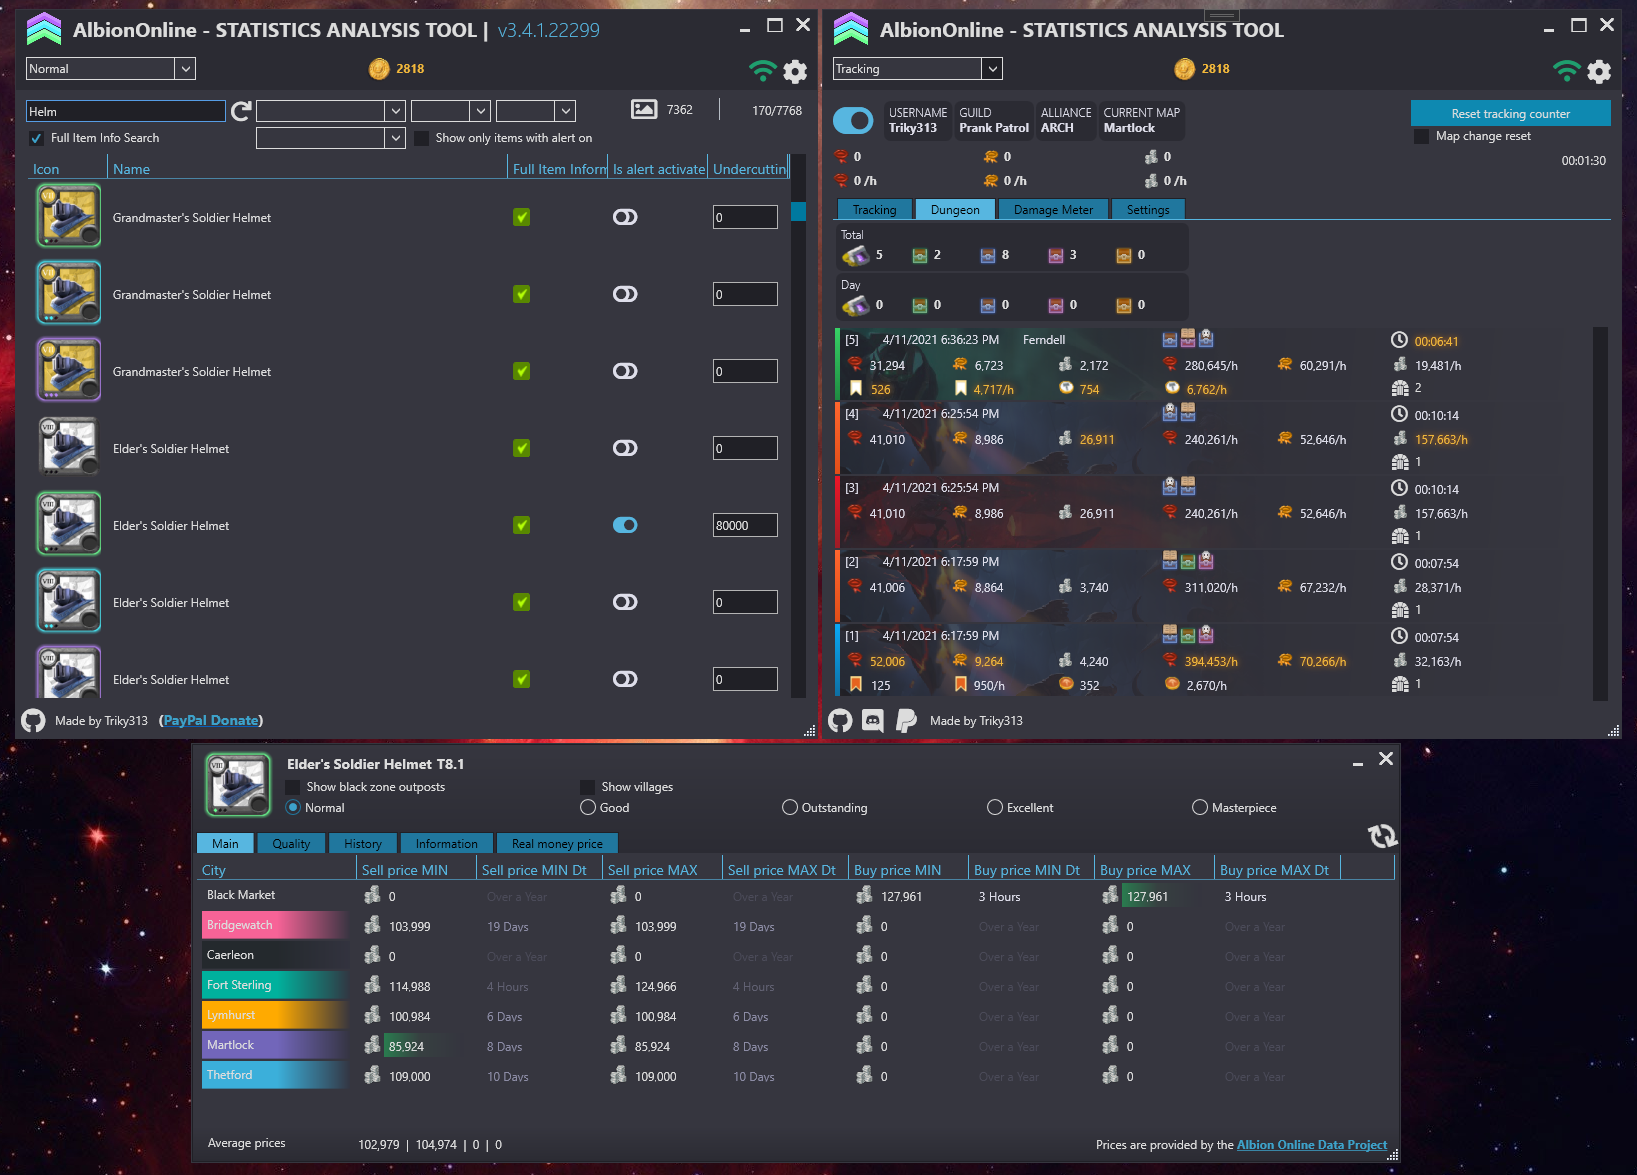 AlbionOnline - STATISTICS ANALYSIS TOOL | v3.4.1.22299
Normal
2818
Helm
7362
170/7768
Full Item Info Search
Show only items with alert on
Icon Name Full Item Inform Is alert activate Undercuttin
Grandmaster's Soldier Helmet 0
Grandmaster's Soldier Helmet 0
Grandmaster's Soldier Helmet 0
Elder's Soldier Helmet 0
Elder's Soldier Helmet 80000
Elder's Soldier Helmet 0
Elder's Soldier Helmet 0
Made by Triky313 (PayPal Donate)
AlbionOnline - STATISTICS ANALYSIS TOOL
Tracking
2818
USERNAME GUILD ALLIANCE CURRENT MAP
Triky313 Prank Patrol ARCH Martlock
Reset tracking counter
Map change reset
00:01:30
0 0 0
0 /h 0 /h 0 /h
Tracking Dungeon Damage Meter Settings
Total
5 2 8 3 0
Day
0 0 0 0 0
[5] 4/11/2021 6:36:23 PM Ferndell 00:06:41
31,294 6,723 2,172 280,645/h 60,291/h 19,481/h
526 4,717/h 754 6,762/h 2
[4] 4/11/2021 6:25:54 PM 00:10:14
41,010 8,986 26,911 240,261/h 52,646/h 157,663/h
1
[3] 4/11/2021 6:25:54 PM 00:10:14
41,010 8,986 26,911 240,261/h 52,646/h 157,663/h
1
[2] 4/11/2021 6:17:59 PM 00:07:54
41,006 8,864 3,740 311,020/h 67,232/h 28,371/h
1
[1] 4/11/2021 6:17:59 PM 00:07:54
52,006 9,264 4,240 394,453/h 70,266/h 32,163/h
125 950/h 352 2,670/h 1
Made by Triky313
Elder's Soldier Helmet T8.1
Show black zone outposts Show villages
Normal Good Outstanding Excellent Masterpiece
Main Quality History Information Real money price
City Sell price MIN Sell price MIN Dt Sell price MAX Sell price MAX Dt Buy price MIN Buy price MIN Dt Buy price MAX Buy price MAX Dt
Black Market 0 Over a Year 0 Over a Year 127,961 3 Hours 127,961 3 Hours
Bridgewatch 103,999 19 Days 103,999 19 Days 0 Over a Year 0 Over a Year
Caerleon 0 Over a Year 0 Over a Year 0 Over a Year 0 Over a Year
Fort Sterling 114,988 4 Hours 124,966 4 Hours 0 Over a Year 0 Over a Year
Lymhurst 100,984 6 Days 100,984 6 Days 0 Over a Year 0 Over a Year
Martlock 85,924 8 Days 85,924 8 Days 0 Over a Year 0 Over a Year
Thetford 109,000 10 Days 109,000 10 Days 0 Over a Year 0 Over a Year
Average prices 102,979 | 104,974 | 0 | 0
Prices are provided by the Albion Online Data Project